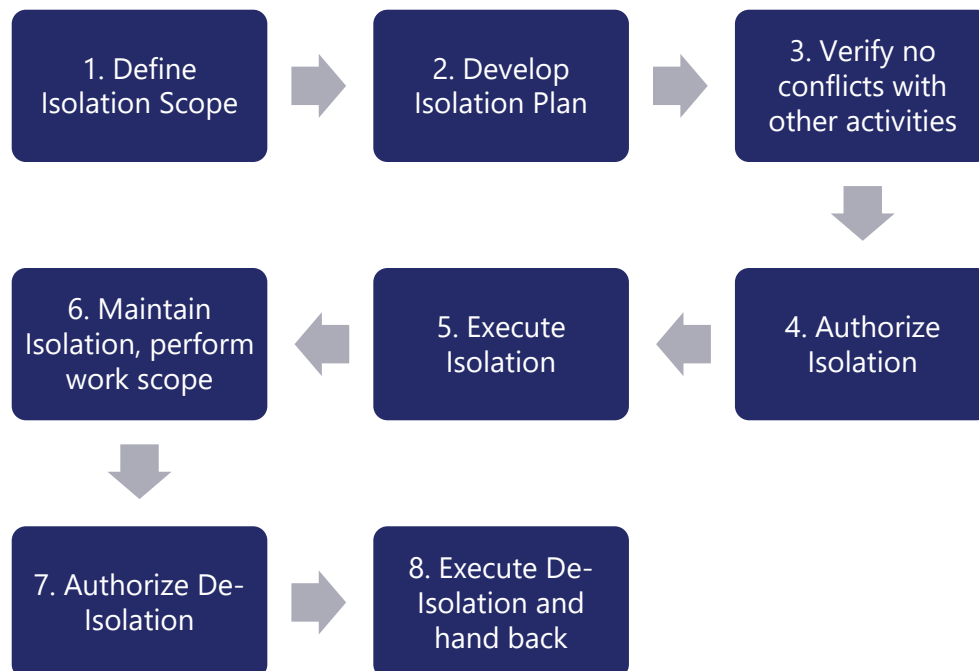 1. Define
Isolation Scope
2. Develop
Isolation Plan
3. Verify no
conflicts with
other activities
4. Authorize
Isolation
5. Execute
Isolation
6. Maintain
Isolation, perform
work scope
7. Authorize De-
Isolation
8. Execute De-
Isolation and
hand back